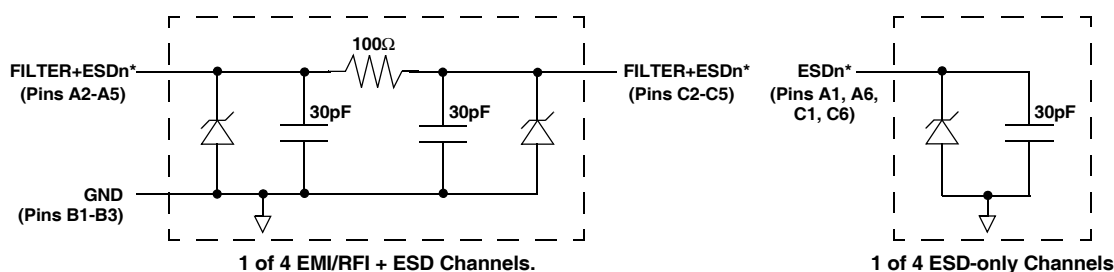 100Ω
FILTER+ESDn*
(Pins A2-A5)
30pF
30pF
FILTER+ESDn*
(Pins C2-C5)
GND
(Pins B1-B3)
1 of 4 EMI/RFI + ESD Channels.
ESDn*
(Pins A1, A6,
C1, C6)
30pF
1 of 4 ESD-only Channels